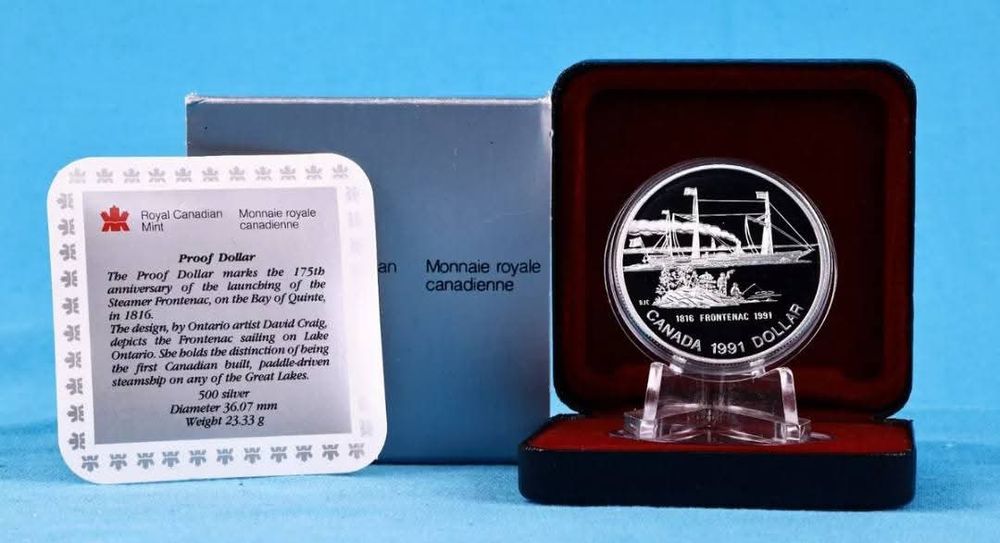 Royal Canadian Mint
Monnaie royale canadienne
Proof Dollar
The Proof Dollar marks the 175th
anniversary of the launching of the
Steamer Frontenac, on the Bay of Quinte,
in 1816.
The design, by Ontario artist David Craig,
depicts the Frontenac sailing on Lake
Ontario. She holds the distinction of being
the first Canadian built, paddle-driven
steamship on any of the Great Lakes.
500 silver
Diameter 36.07 mm
Weight 23.33 g
an
Monnaie royale
canadienne
DJC
1816 FRONTENAC 1991
CANADA 1991 DOLLAR